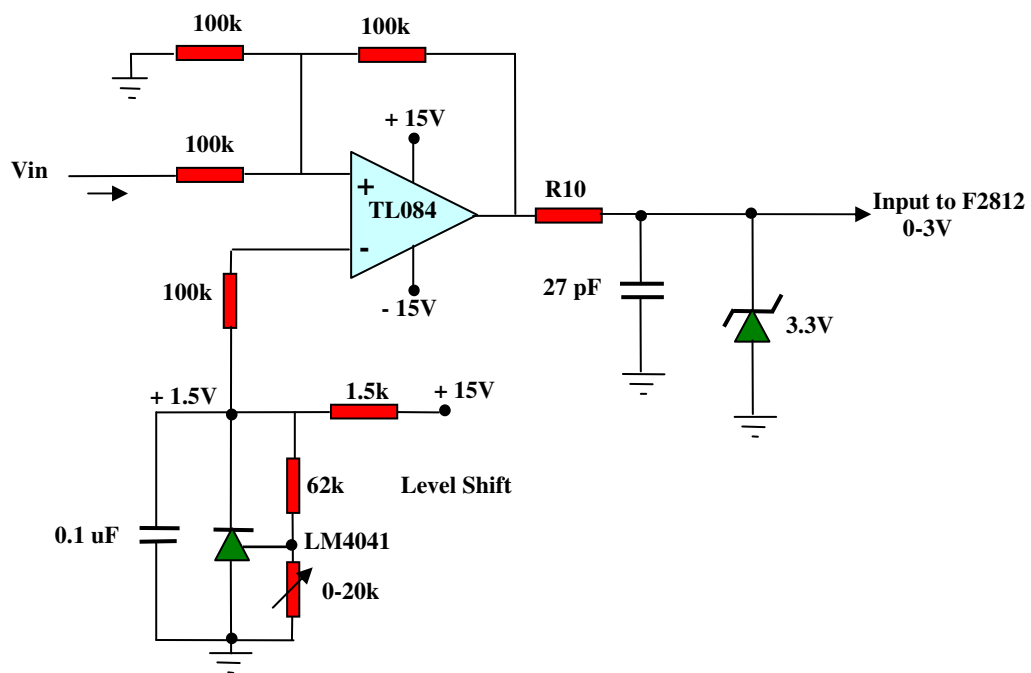 100k
100k
+ 15V
100k
Vin
+
TL084
R10
Input to F2812
0-3V
-
100k
- 15V
27 pF
3.3V
+ 1.5V
1.5k
+ 15V
62k
Level Shift
0.1 uF
LM4041
0-20k